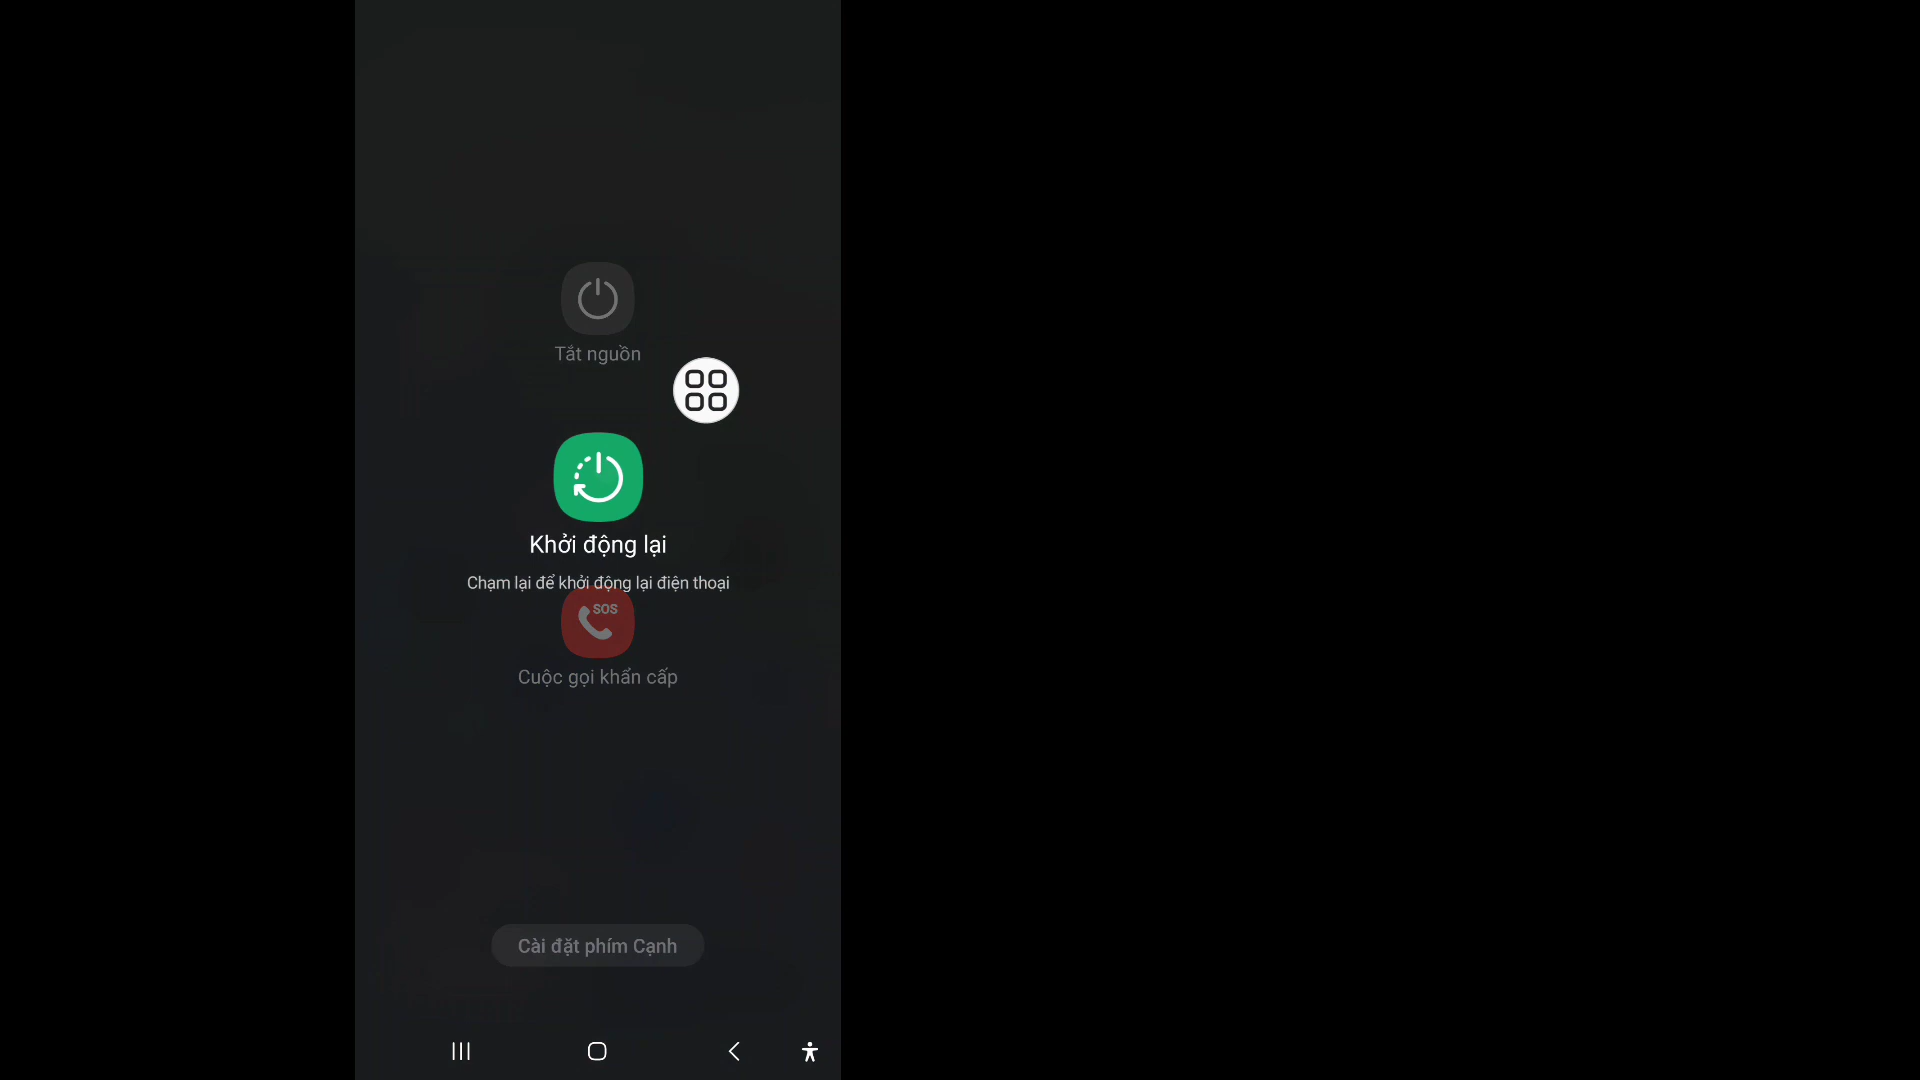 Tắt nguồn
Khởi động lại
Chạm lại để khởi động lại điện thoại
SOS
Cuộc gọi khẩn cấp
Cài đặt phím Cạnh